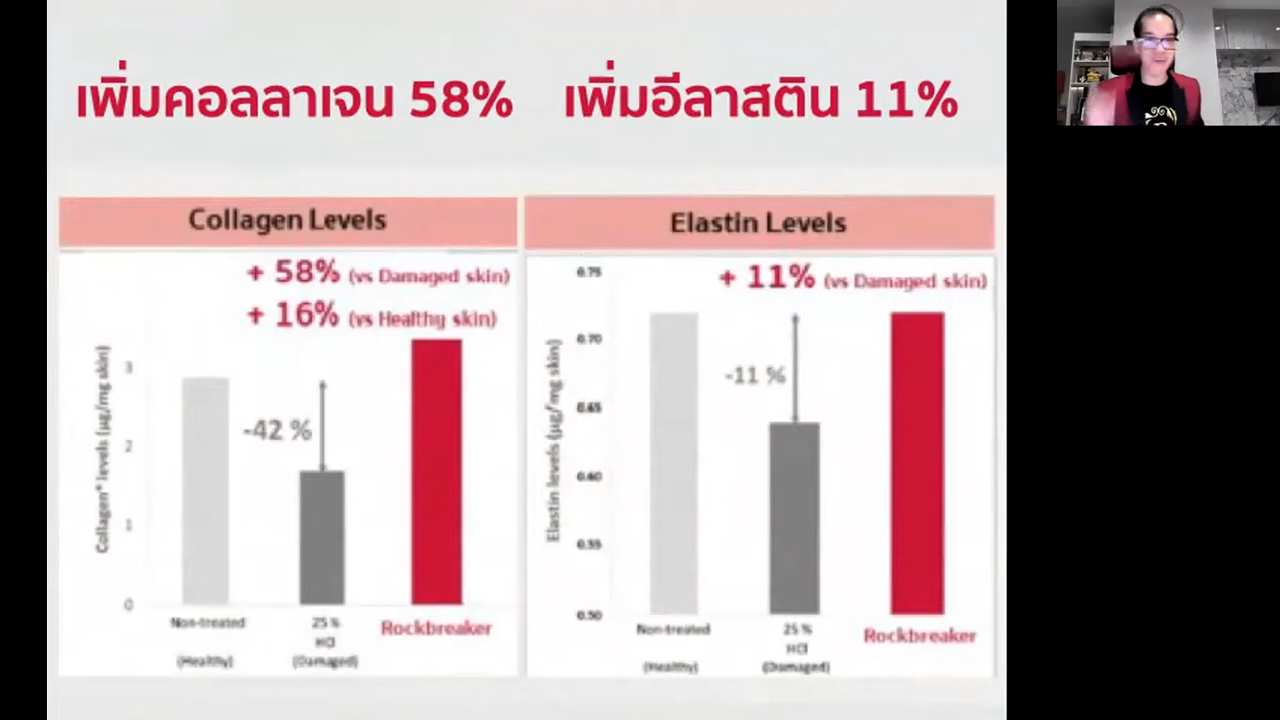 เพิ่มคอลลาเจน 58%
เพิ่มอีลาสติน 11%
Collagen Levels
+ 58% (vs Damaged skin)
+ 16% (vs Healthy skin)
Collagen* levels (µg/mg skin)
3
2
1
0
-42 %
Non-treated
(Healthy)
25 %
HCl
(Damaged)
Rockbreaker
Elastin Levels
+ 11% (vs Damaged skin)
Elastin levels (µg/mg skin)
0.75
0.70
0.65
0.60
0.55
0.50
-11 %
Non-treated
(Healthy)
25 %
HCl
(Damaged)
Rockbreaker